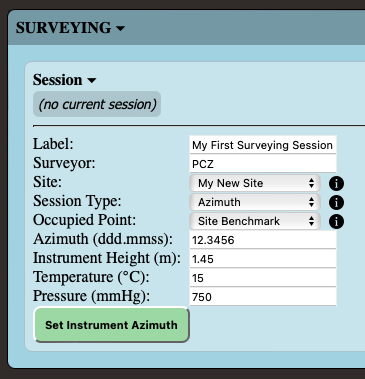 SURVEYING
Session
(no current session)
Label: My First Surveying Session
Surveyor: PCZ
Site: My New Site
Session Type: Azimuth
Occupied Point: Site Benchmark
Azimuth (ddd.mmss): 12.3456
Instrument Height (m): 1.45
Temperature (°C): 15
Pressure (mmHg): 750
Set Instrument Azimuth